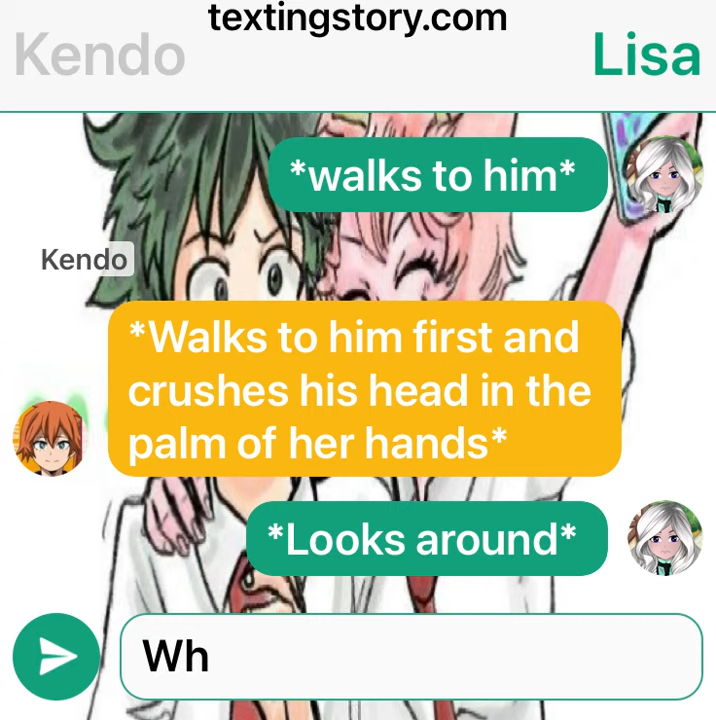 textingstory.com
Kendo
Lisa
*walks to him*
Kendo
*Walks to him first and
crushes his head in the
palm of her hands*
*Looks around*
Wh